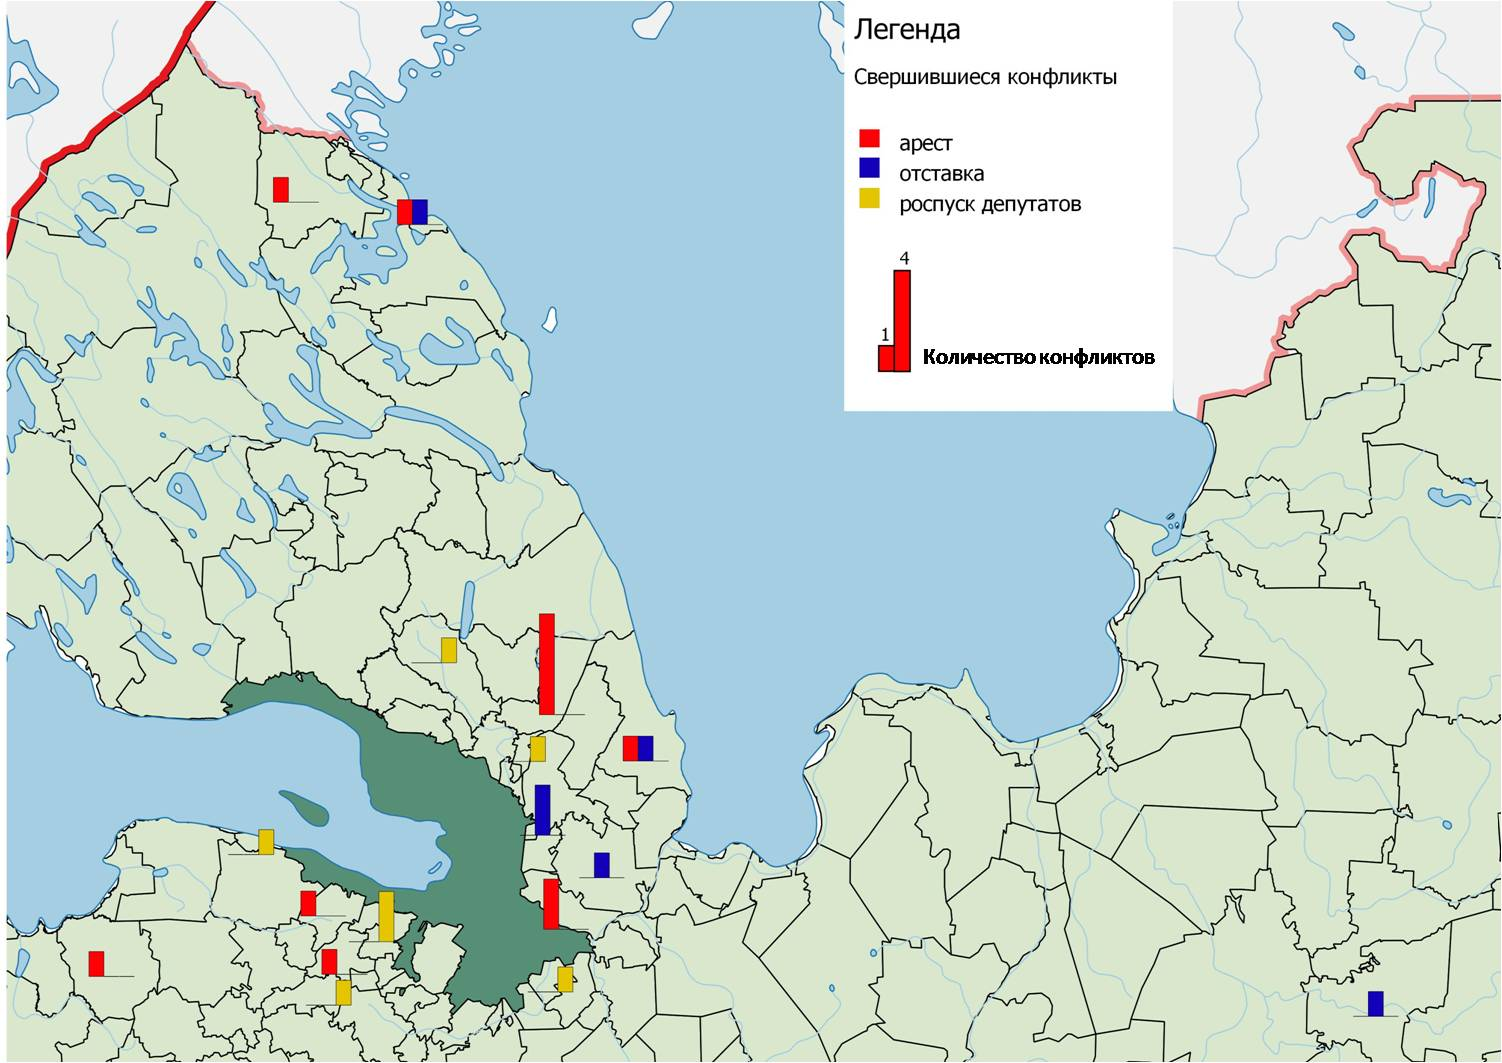 Легенда
Свершившиеся конфликты
арест
отставка
роспуск депутатов
4
1
Количество конфликтов